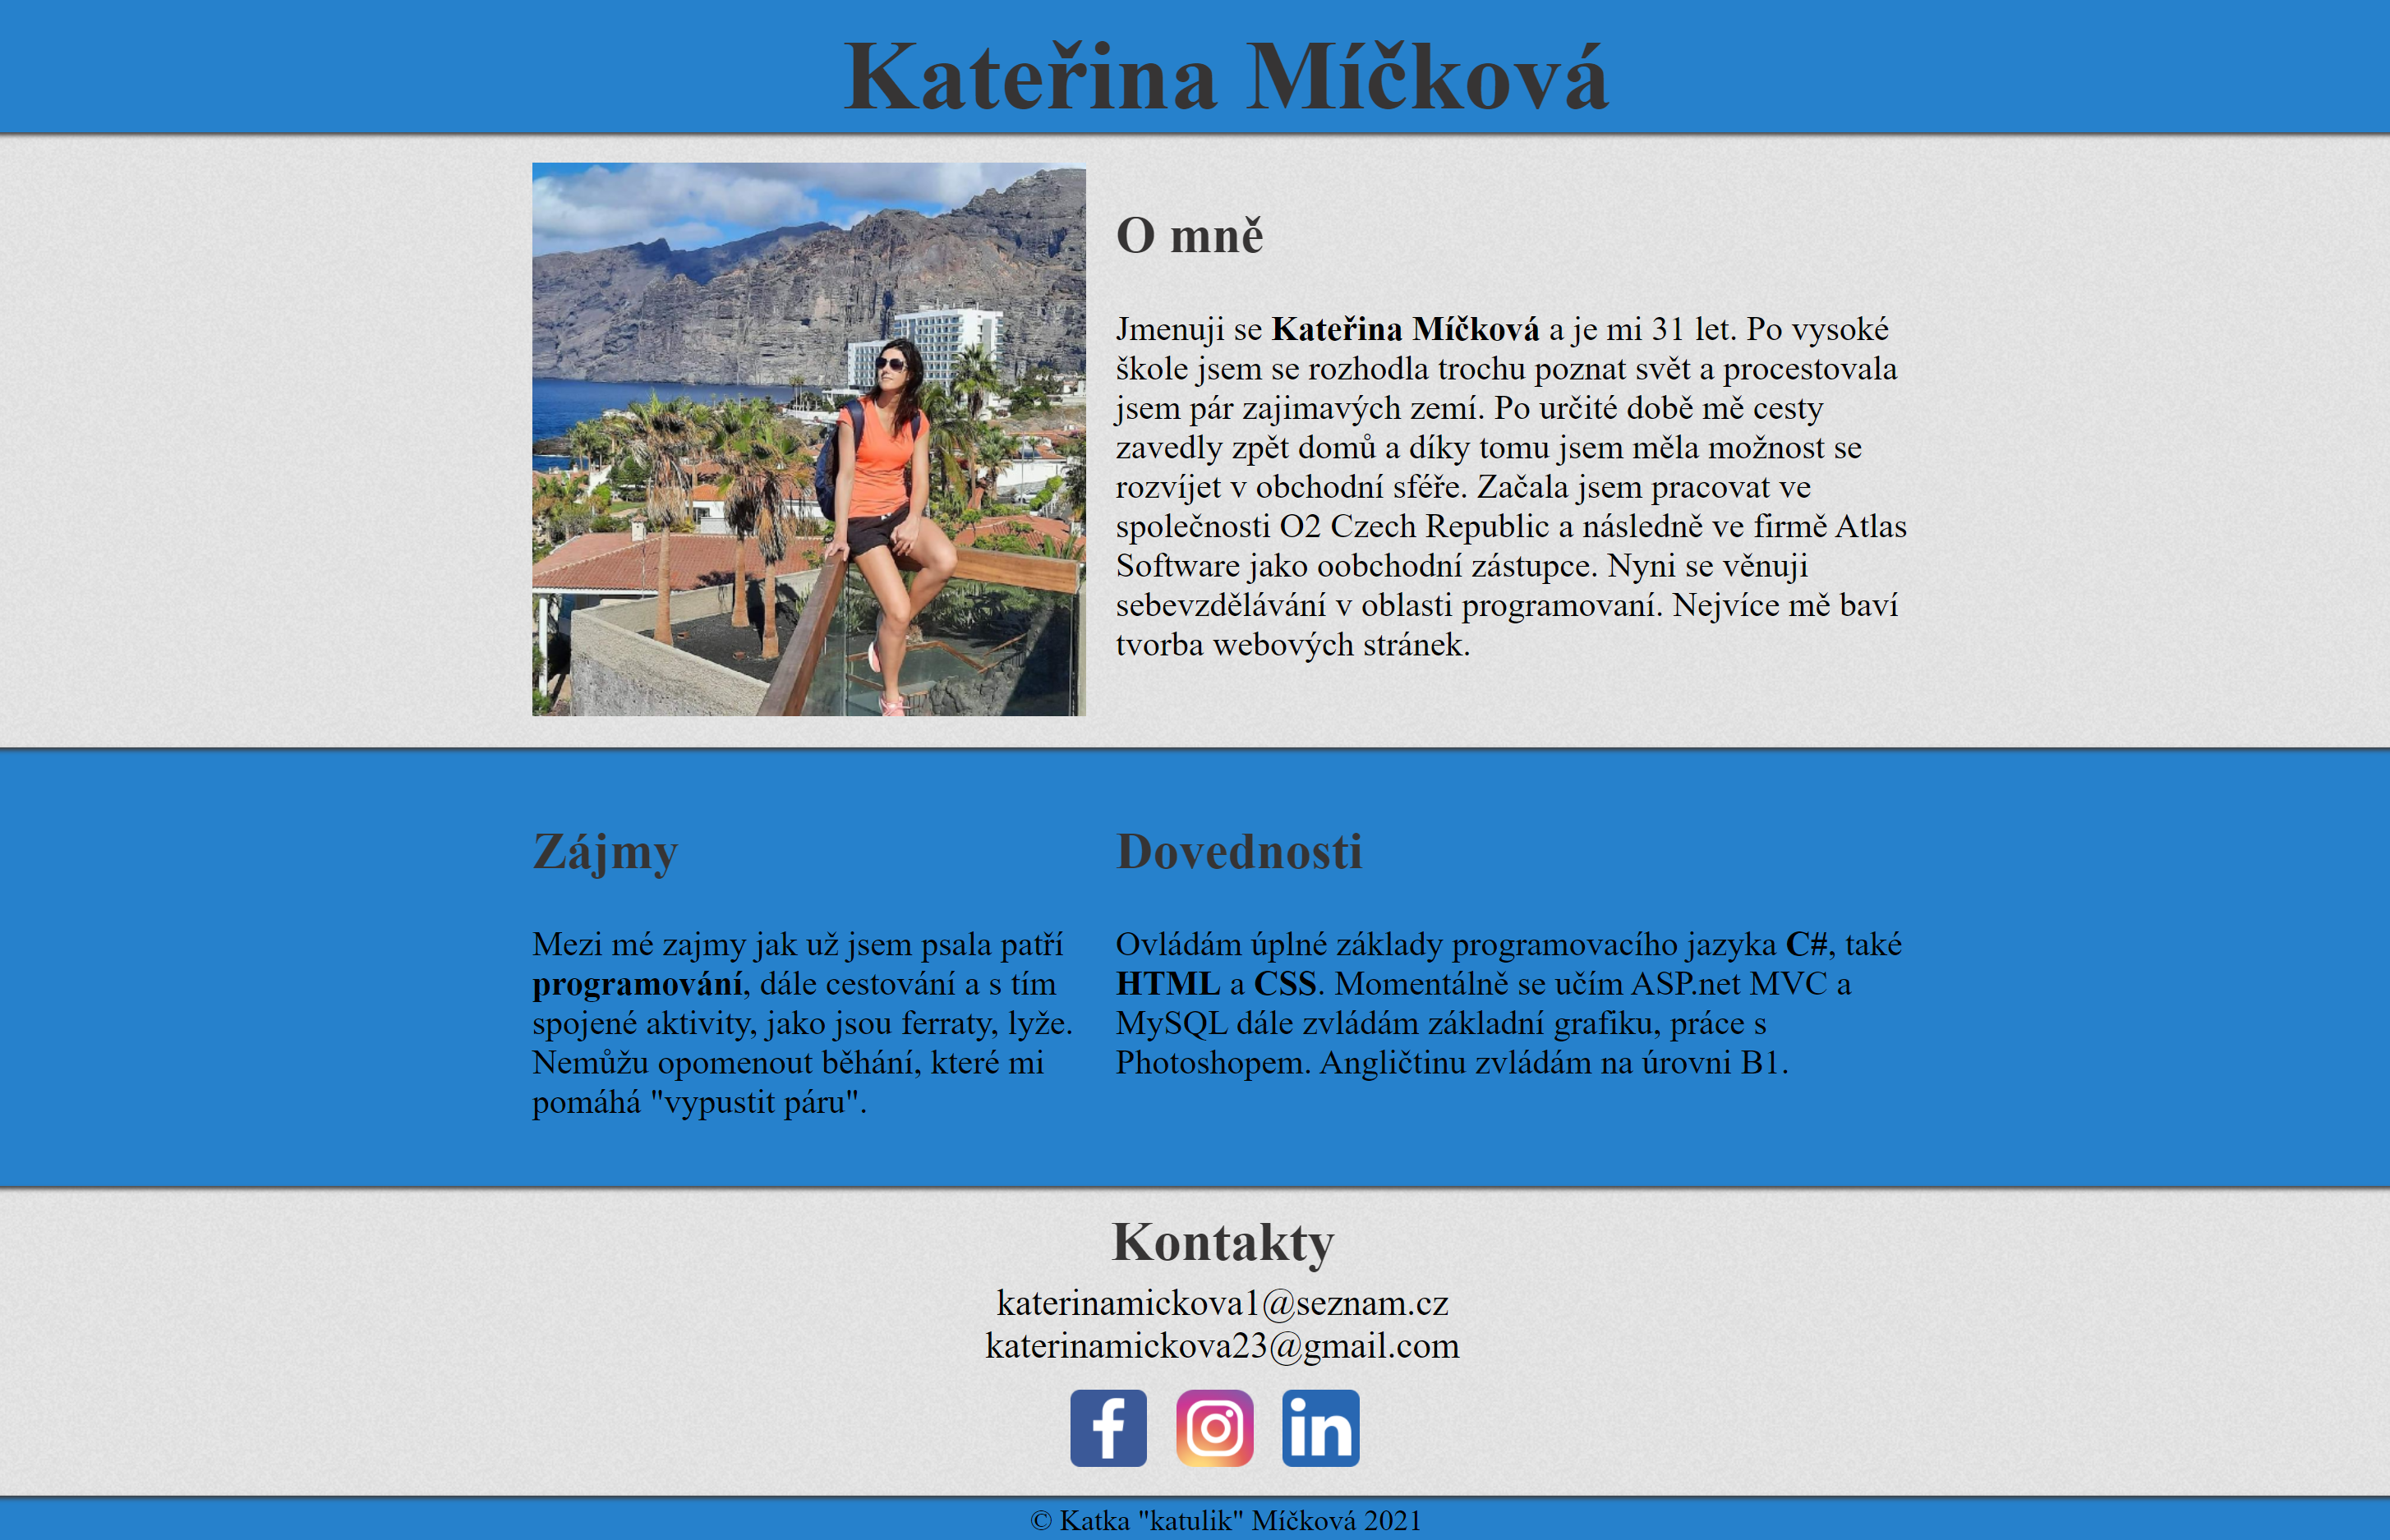 Kateřina Míčková
O mně
Jmenuji se Kateřina Míčková a je mi 31 let. Po vysoké
škole jsem se rozhodla trochu poznat svět a procestovala
jsem pár zajimavých zemí. Po určité době mě cesty
zavedly zpět domů a díky tomu jsem měla možnost se
rozvíjet v obchodní sféře. Začala jsem pracovat ve
společnosti O2 Czech Republic a následně ve firmě Atlas
Software jako oobchodní zástupce. Nyni se věnuji
sebevzdělávání v oblasti programovaní. Nejvíce mě baví
tvorba webových stránek.
Zájmy
Mezi mé zajmy jak už jsem psala patří
programování, dále cestování a s tím
spojené aktivity, jako jsou ferraty, lyže.
Nemůžu opomenout běhání, které mi
pomáhá "vypustit páru".
Dovednosti
Ovládám úplné základy programovacího jazyka C#, také
HTML a CSS. Momentálně se učím ASP.net MVC a
MySQL dále zvládám základní grafiku, práce s
Photoshopem. Angličtinu zvládám na úrovni B1.
Kontakty
katerinamickova1@seznam.cz
katerinamickova23@gmail.com
f
in
© Katka "katulik" Míčková 2021